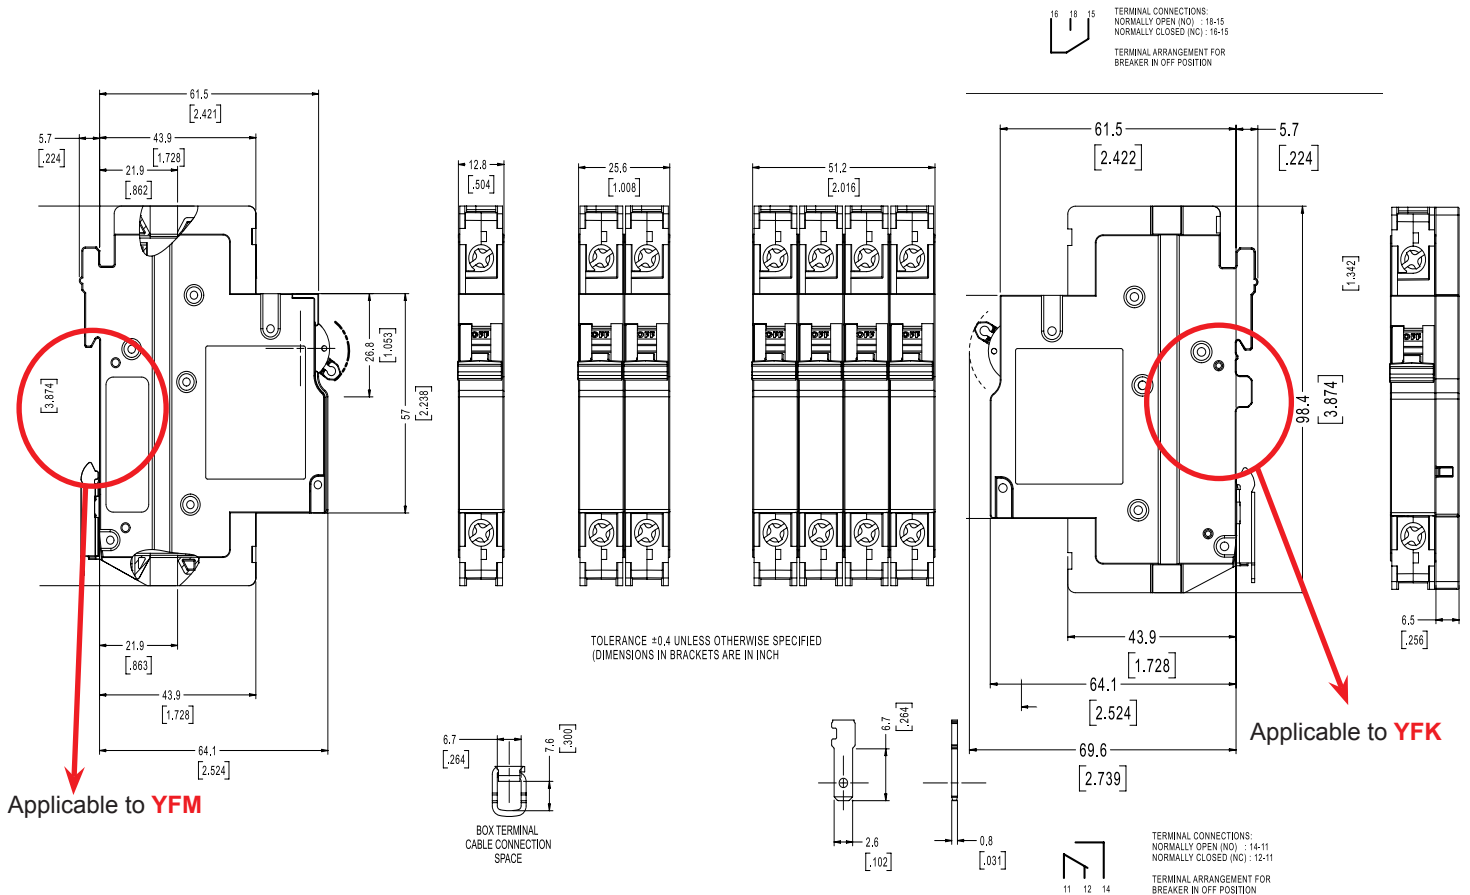 16 18 15
TERMINAL CONNECTIONS:
NORMALLY OPEN (NO) : 18-15
NORMALLY CLOSED (NC) : 16-15
TERMINAL ARRANGEMENT FOR
BREAKER IN OFF POSITION
61.5
[2.421]
5.7
[.224]
43.9
[1.728]
21.9
[.862]
12.8
[.504]
25.6
[1.008]
51.2
[2.016]
61.5
[2.422]
5.7
[.224]
[1.342]
OFF
OFF
OFF
OFF
OFF
OFF
OFF
OFF
26.8
[1.053]
57
[2.238]
[3.874]
98.4
[3.874]
21.9
[.863]
43.9
[1.728]
64.1
[2.524]
TOLERANCE ±0.4 UNLESS OTHERWISE SPECIFIED
(DIMENSIONS IN BRACKETS ARE IN INCH
43.9
[1.728]
64.1
[2.524]
69.6
[2.739]
6.5
[.256]
Applicable to YFM
Applicable to YFK
6.7
[.264]
7.6
[.300]
BOX TERMINAL
CABLE CONNECTION
SPACE
6.7
[.264]
2.6
[.102]
0.8
[.031]
11 12 14
TERMINAL CONNECTIONS:
NORMALLY OPEN (NO) : 14-11
NORMALLY CLOSED (NC) : 12-11
TERMINAL ARRANGEMENT FOR
BREAKER IN OFF POSITION